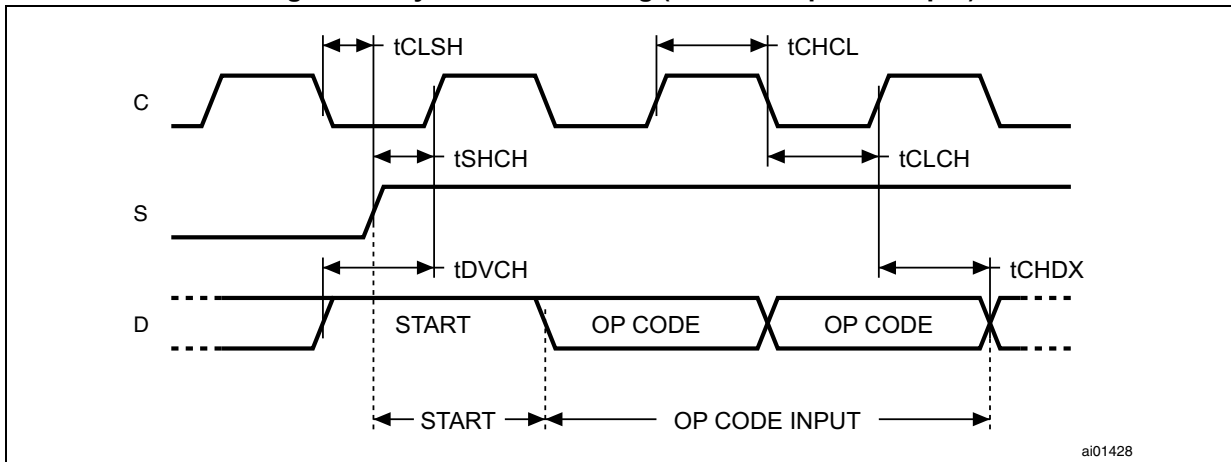 tCLSH
tCHCL
C
tSHCH
tCLCH
S
tDVCH
tCHDX
D
START
OP CODE
OP CODE
START
OP CODE INPUT
ai01428